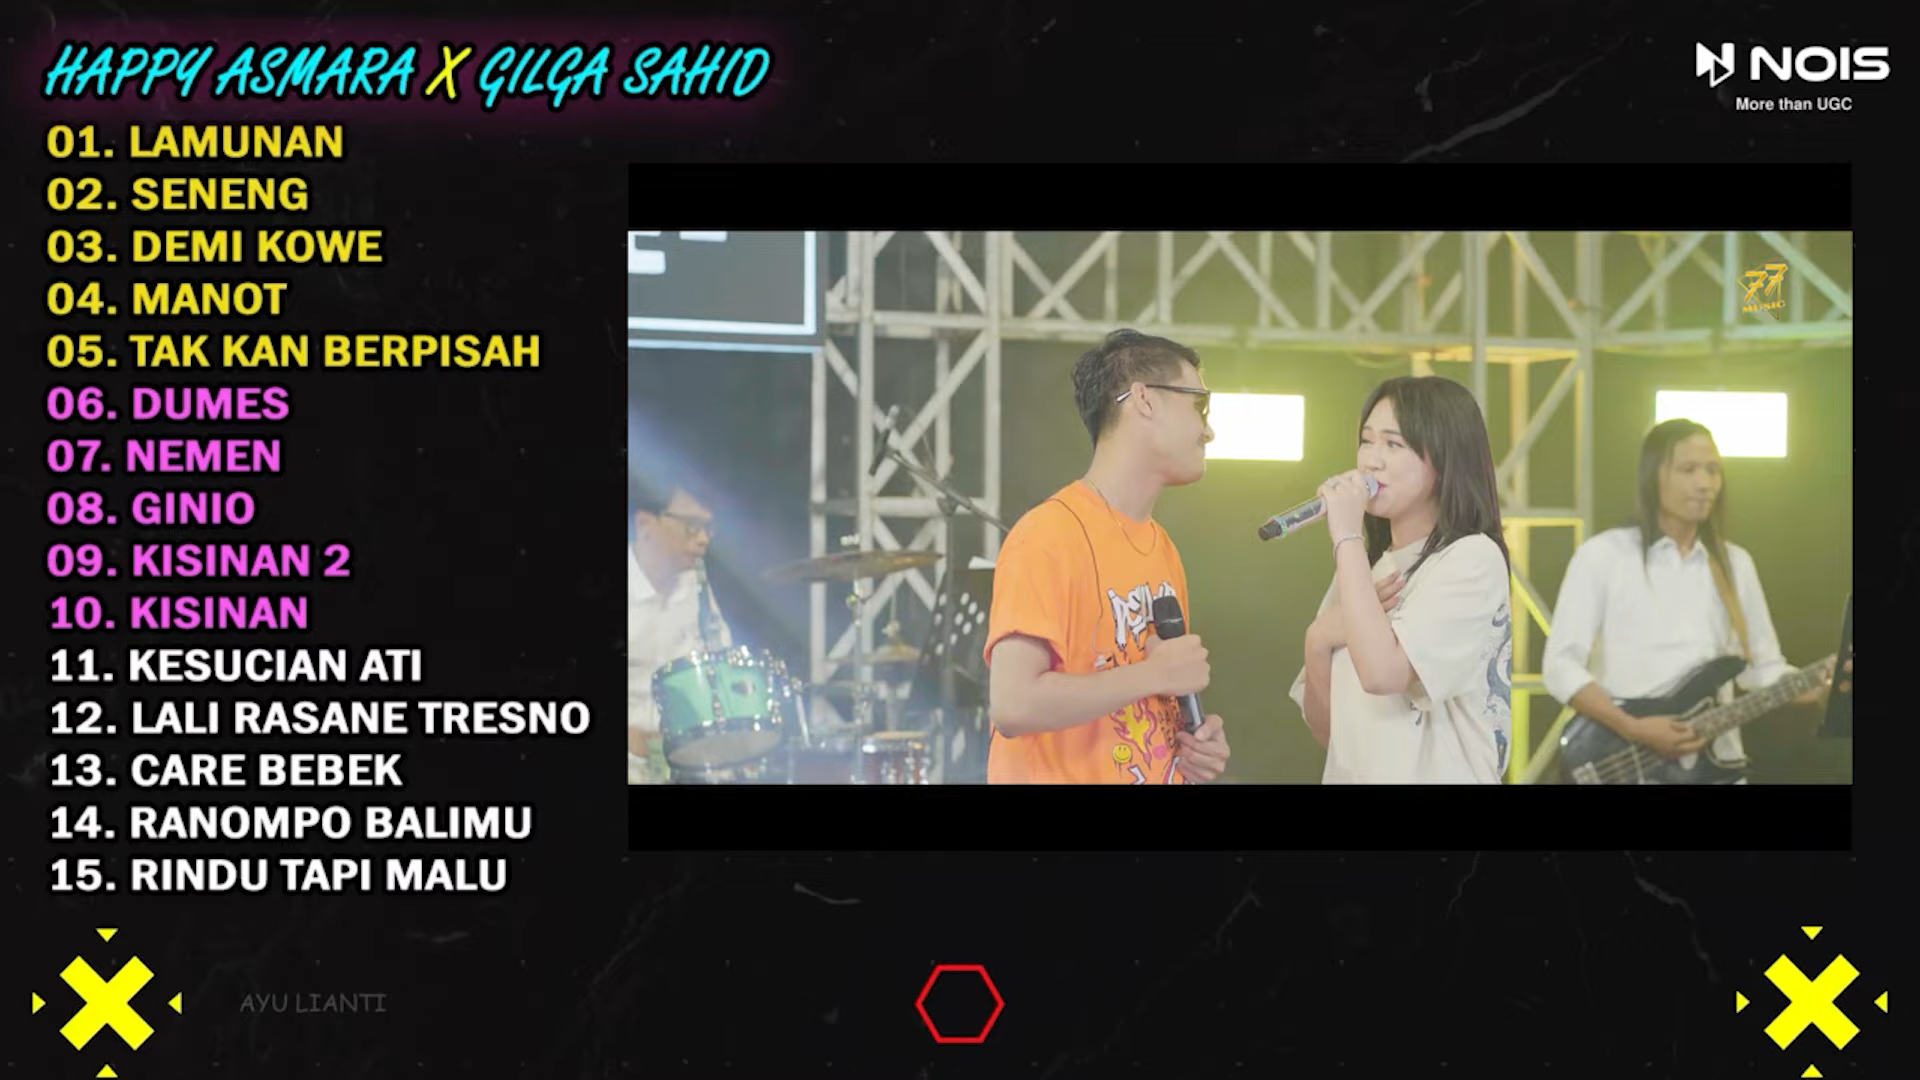 HAPPY ASMARA X GILGA SAHID
NOIS
More than UGC
01. LAMUNAN
02. SENENG
03. DEMI KOWE
04. MANOT
05. TAK KAN BERPISAH
06. DUMES
07. NEMEN
08. GINIO
09. KISINAN 2
10. KISINAN
11. KESUCIAN ATI
12. LALI RASANE TRESNO
13. CARE BEBEK
14. RANOMPO BALIMU
15. RINDU TAPI MALU
77
MUSIC
AYU LIANTI